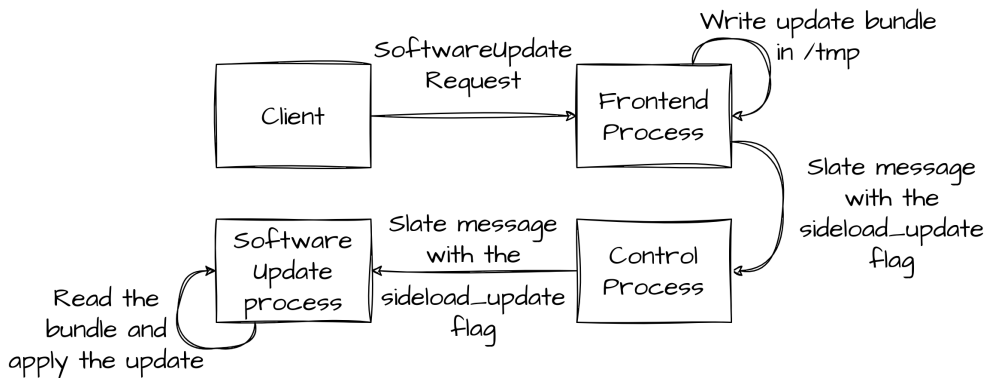 Write update bundle
in /tmp
SoftwareUpdate
Request
Client
Frontend
Process
Slate message
with the
sideload_update
flag
Control
Process
Slate message
with the
sideload_update
flag
Software
Update
process
Read the
bundle and
apply the update